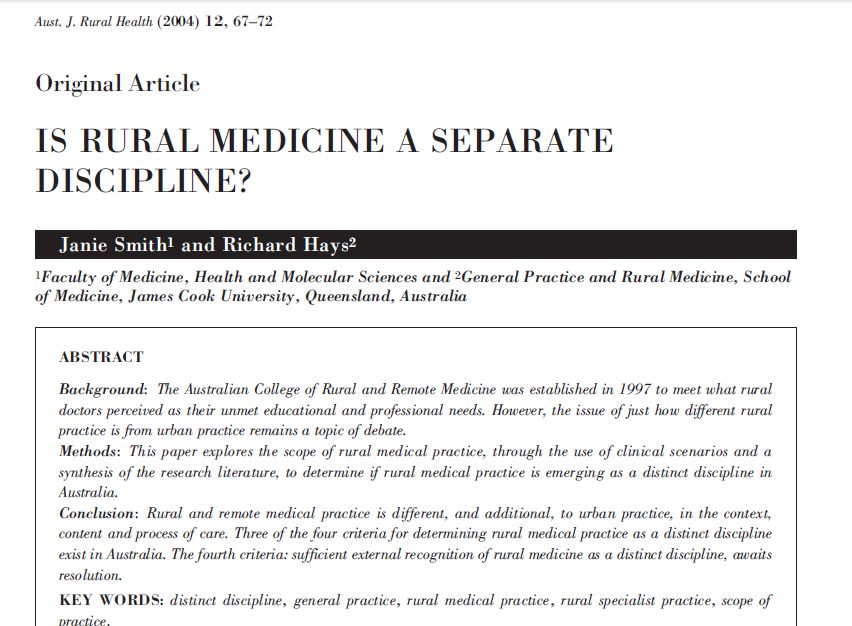 Aust. J. Rural Health (2004) 12, 67–72
Original Article
IS RURAL MEDICINE A SEPARATE
DISCIPLINE?
Janie Smith¹ and Richard Hays²
¹Faculty of Medicine, Health and Molecular Sciences and ²General Practice and Rural Medicine, School
of Medicine, James Cook University, Queensland, Australia
ABSTRACT
Background: The Australian College of Rural and Remote Medicine was established in 1997 to meet what rural
doctors perceived as their unmet educational and professional needs. However, the issue of just how different rural
practice is from urban practice remains a topic of debate.
Methods: This paper explores the scope of rural medical practice, through the use of clinical scenarios and a
synthesis of the research literature, to determine if rural medical practice is emerging as a distinct discipline in
Australia.
Conclusion: Rural and remote medical practice is different, and additional, to urban practice, in the context,
content and process of care. Three of the four criteria for determining rural medical practice as a distinct discipline
exist in Australia. The fourth criteria: sufficient external recognition of rural medicine as a distinct discipline, awaits
resolution.
KEY WORDS: distinct discipline, general practice, rural medical practice, rural specialist practice, scope of
practice.